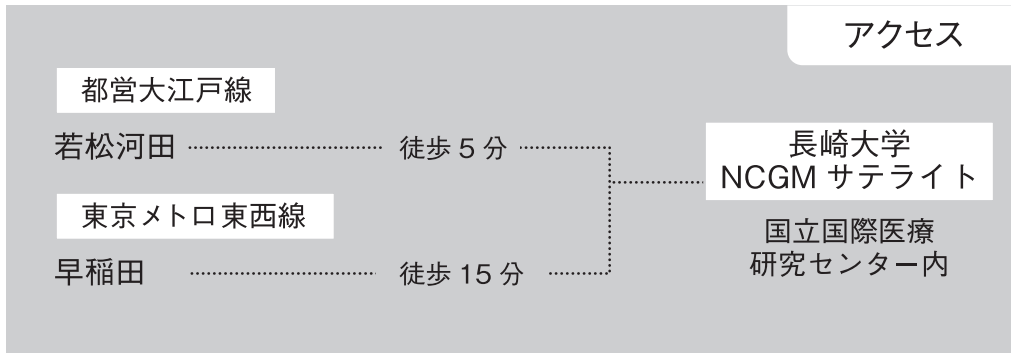 アクセス
都営大江戸線
若松河田 徒歩 5 分
東京メトロ東西線
早稲田 徒歩 15 分
長崎大学
NCGM サテライト
国立国際医療
研究センター内